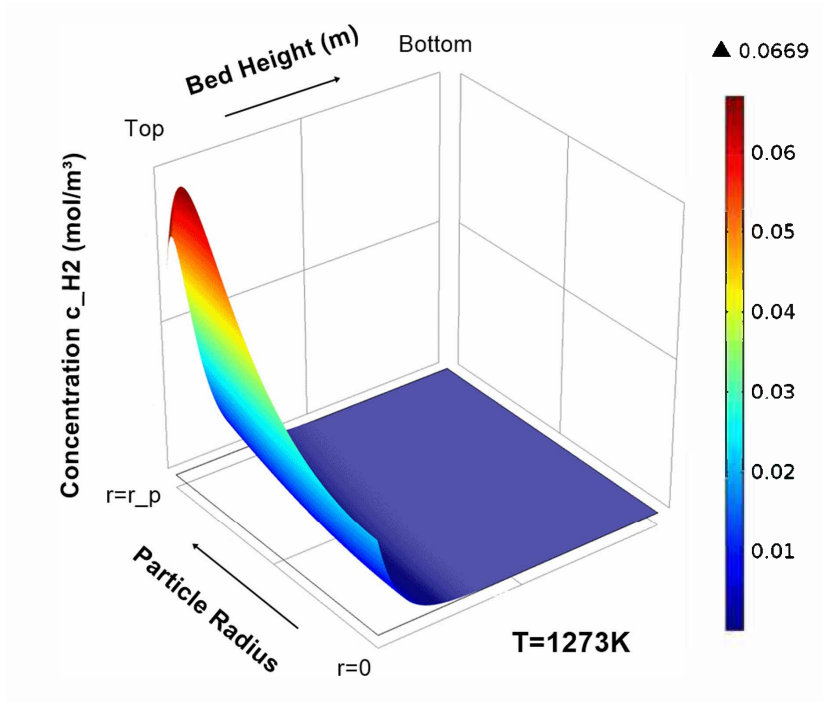 Bed Height (m)
Bottom
Top
▲ 0.0669
0.06
0.05
0.04
0.03
0.02
0.01
Concentration c_H2 (mol/m³)
r=r_p
Particle Radius
r=0
T=1273K